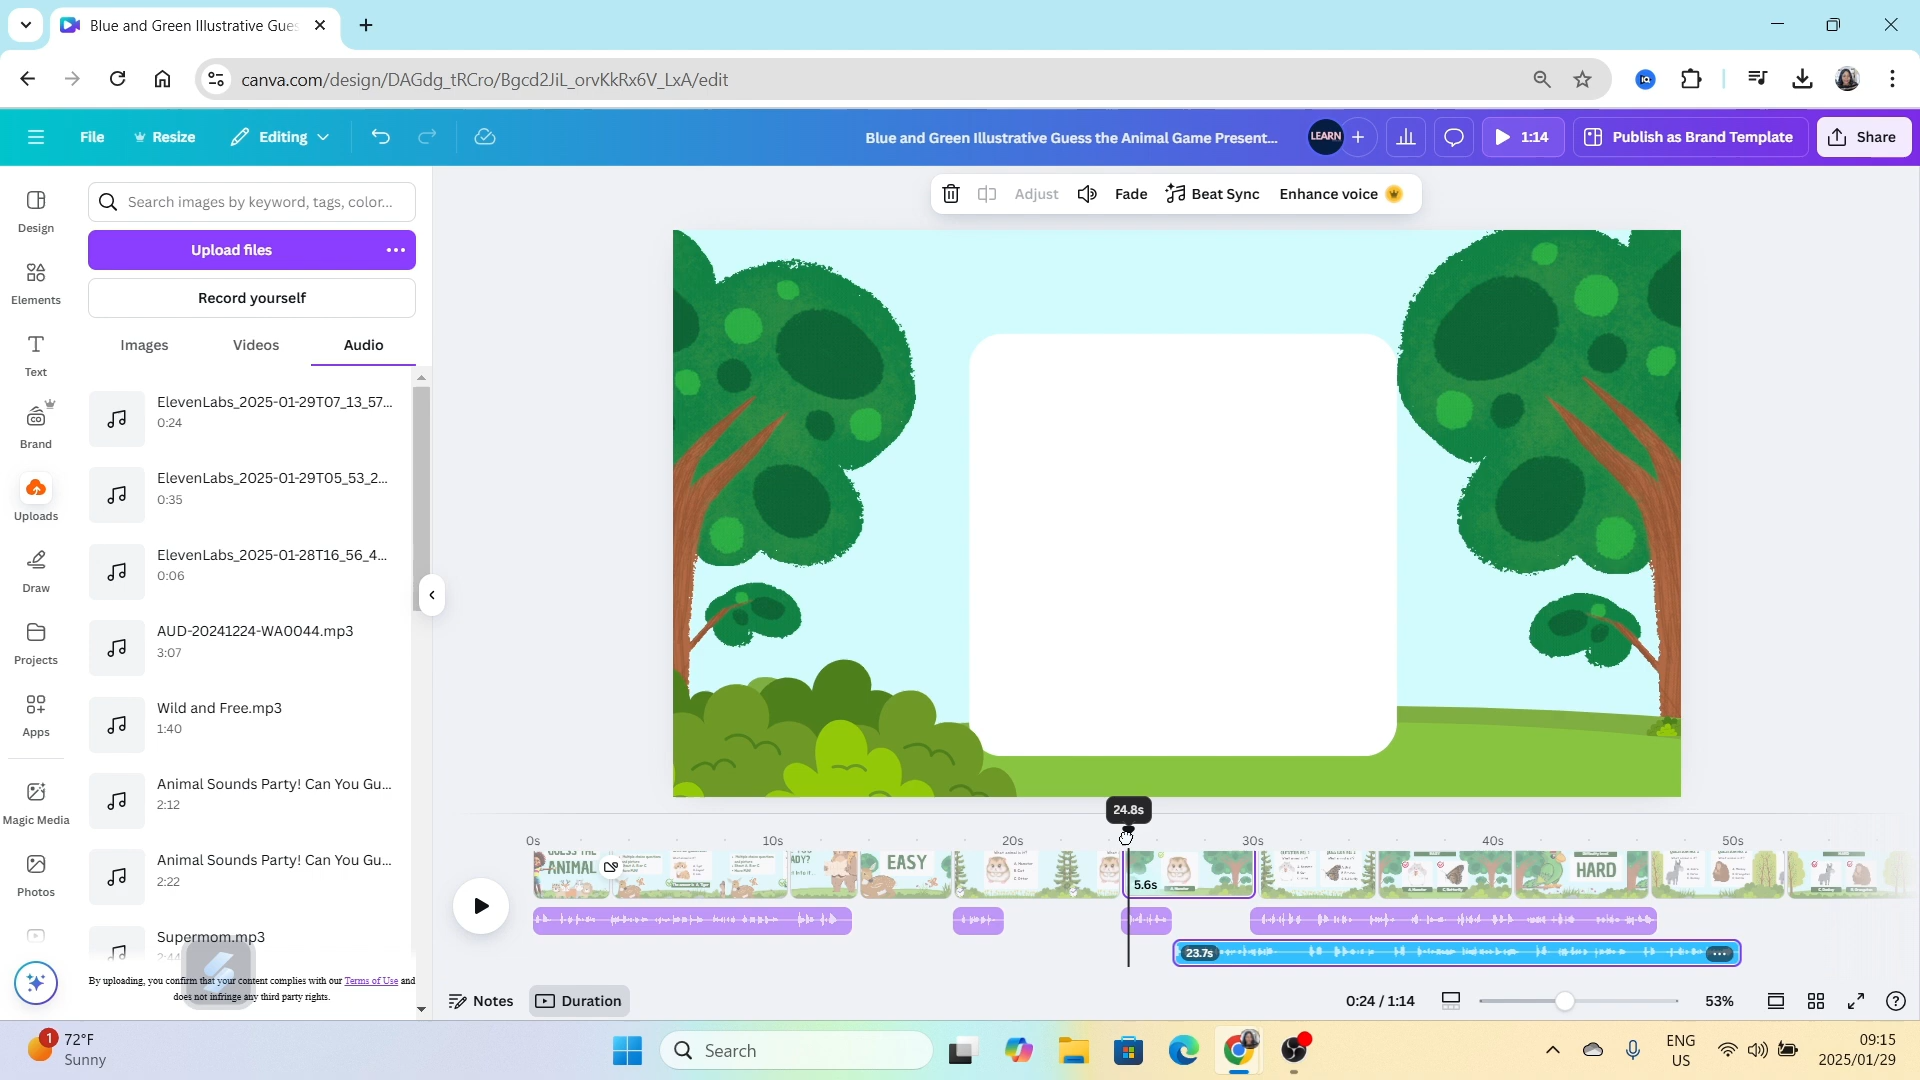 Blue and Green Illustrative Gues
canva.com/design/DAGdg_tRCro/Bgcd2JiL_orvKkRx6V_LxA/edit
File
Resize
Editing
Blue and Green Illustrative Guess the Animal Game Present...
LEARN
1:14
Publish as Brand Template
Share
Design
Elements
Text
Brand
Uploads
Draw
Projects
Apps
Magic Media
Photos
Search images by keyword, tags, color...
Upload files
Record yourself
Images
Videos
Audio
ElevenLabs_2025-01-29T07_13_57...
0:24
ElevenLabs_2025-01-29T05_53_2...
0:35
ElevenLabs_2025-01-28T16_56_4...
0:06
AUD-20241224-WA0044.mp3
3:07
Wild and Free.mp3
1:40
Animal Sounds Party! Can You Gu...
2:12
Animal Sounds Party! Can You Gu...
2:22
Supermom.mp3
2:44
By uploading, you confirm that your content complies with our Terms of Use and
does not infringe any third party rights.
Adjust
Fade
Beat Sync
Enhance voice
24.8s
0s
10s
20s
30s
40s
50s
ANIMAL
EASY
5.6s
HARD
23.7s
Notes
Duration
0:24 / 1:14
53%
1
72°F
Sunny
Search
ENG
US
09:15
2025/01/29